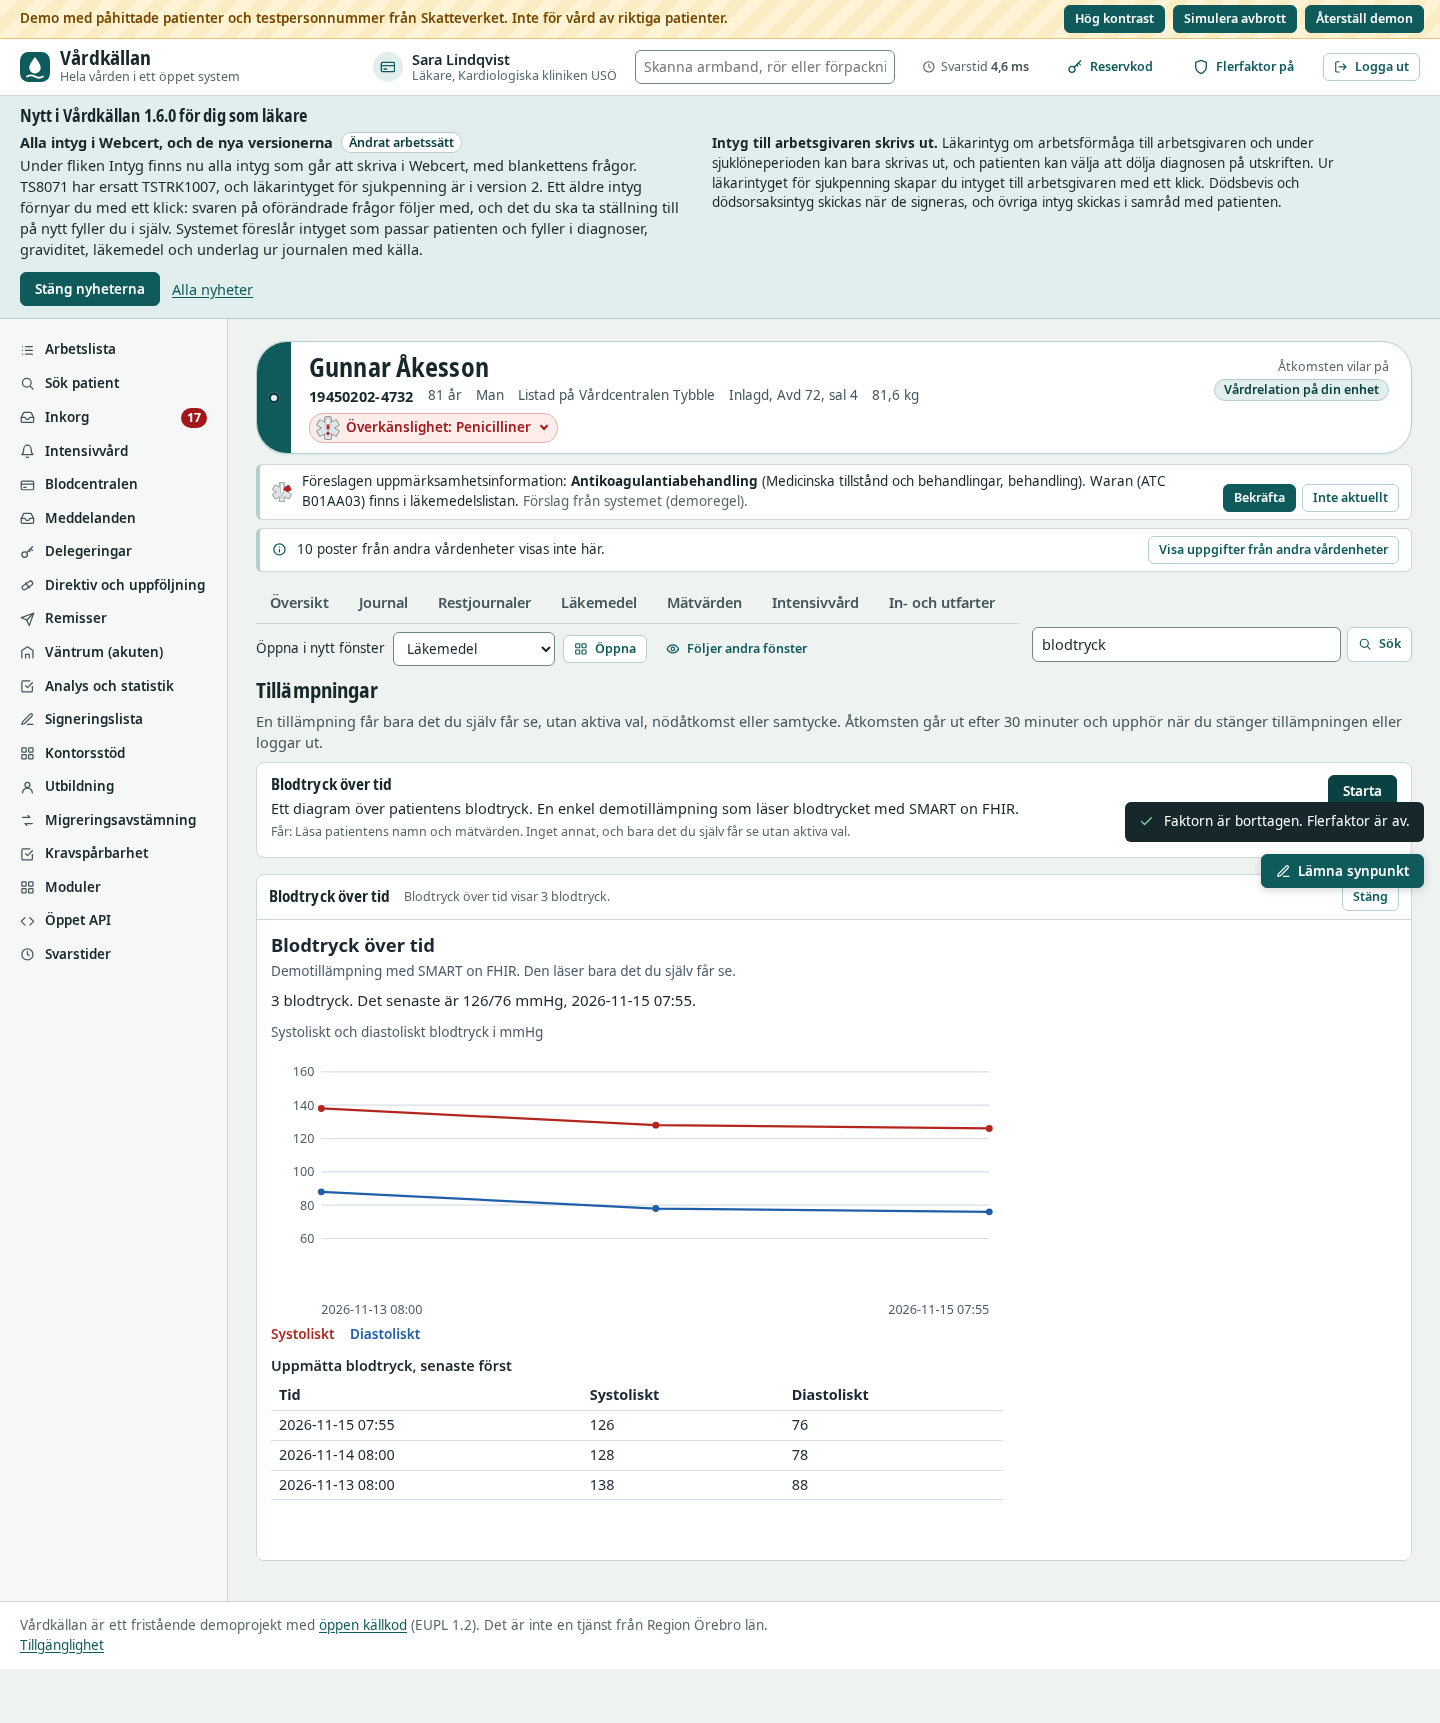 Demo med påhittade patienter och testpersonnummer från Skatteverket. Inte för vård av riktiga patienter.
Hög kontrast
Simulera avbrott
Återställ demon
Vårdkällan
Hela vården i ett öppet system
Sara Lindqvist
Läkare, Kardiologiska kliniken USÖ
Skanna armband, rör eller förpackni
Svarstid 4,6 ms
Reservkod
Flerfaktor på
Logga ut
Nytt i Vårdkällan 1.6.0 för dig som läkare
Alla intyg i Webcert, och de nya versionerna
Ändrat arbetssätt
Under fliken Intyg finns nu alla intyg som går att skriva i Webcert, med blankettens frågor.
TS8071 har ersatt TSTRK1007, och läkarintyget för sjukpenning är i version 2. Ett äldre intyg
förnyar du med ett klick: svaren på oförändrade frågor följer med, och det du ska ta ställning till
på nytt fyller du i själv. Systemet föreslår intyget som passar patienten och fyller i diagnoser,
graviditet, läkemedel och underlag ur journalen med källa.
Intyg till arbetsgivaren skrivs ut. Läkarintyg om arbetsförmåga till arbetsgivaren och under
sjuklöneperioden kan bara skrivas ut, och patienten kan välja att dölja diagnosen på utskriften. Ur
läkarintyget för sjukpenning skapar du intyget till arbetsgivaren med ett klick. Dödsbevis och
dödsorsaksintyg skickas när de signeras, och övriga intyg skickas i samråd med patienten.
Stäng nyheterna
Alla nyheter
Arbetslista
Sök patient
Inkorg
17
Intensivvård
Blodcentralen
Meddelanden
Delegeringar
Direktiv och uppföljning
Remisser
Väntrum (akuten)
Analys och statistik
Signeringslista
Kontorsstöd
Utbildning
Migreringsavstämning
Kravspårbarhet
Moduler
Öppet API
Svarstider
Gunnar Åkesson
19450202-4732 81 år Man Listad på Vårdcentralen Tybble Inlagd, Avd 72, sal 4 81,6 kg
Överkänslighet: Penicilliner
Åtkomsten vilar på
Vårdrelation på din enhet
Föreslagen uppmärksamhetsinformation: Antikoagulantiabehandling (Medicinska tillstånd och behandlingar, behandling). Waran (ATC
B01AA03) finns i läkemedelslistan. Förslag från systemet (demoregel).
Bekräfta
Inte aktuellt
10 poster från andra vårdenheter visas inte här.
Visa uppgifter från andra vårdenheter
Översikt
Journal
Restjournaler
Läkemedel
Mätvärden
Intensivvård
In- och utfarter
Öppna i nytt fönster
Läkemedel
Öppna
Följer andra fönster
blodtryck
Sök
Tillämpningar
En tillämpning får bara det du själv får se, utan aktiva val, nödåtkomst eller samtycke. Åtkomsten går ut efter 30 minuter och upphör när du stänger tillämpningen eller
loggar ut.
Blodtryck över tid
Ett diagram över patientens blodtryck. En enkel demotillämpning som läser blodtrycket med SMART on FHIR.
Får: Läsa patientens namn och mätvärden. Inget annat, och bara det du själv får se utan aktiva val.
Starta
Faktorn är borttagen. Flerfaktor är av.
Lämna synpunkt
Blodtryck över tid
Blodtryck över tid visar 3 blodtryck.
Stäng
Blodtryck över tid
Demotillämpning med SMART on FHIR. Den läser bara det du själv får se.
3 blodtryck. Det senaste är 126/76 mmHg, 2026-11-15 07:55.
Systoliskt och diastoliskt blodtryck i mmHg
160
140
120
100
80
60
2026-11-13 08:00
2026-11-15 07:55
Systoliskt Diastoliskt
Uppmätta blodtryck, senaste först
Tid Systoliskt Diastoliskt
2026-11-15 07:55 126 76
2026-11-14 08:00 128 78
2026-11-13 08:00 138 88
Vårdkällan är ett fristående demoprojekt med öppen källkod (EUPL 1.2). Det är inte en tjänst från Region Örebro län.
Tillgänglighet